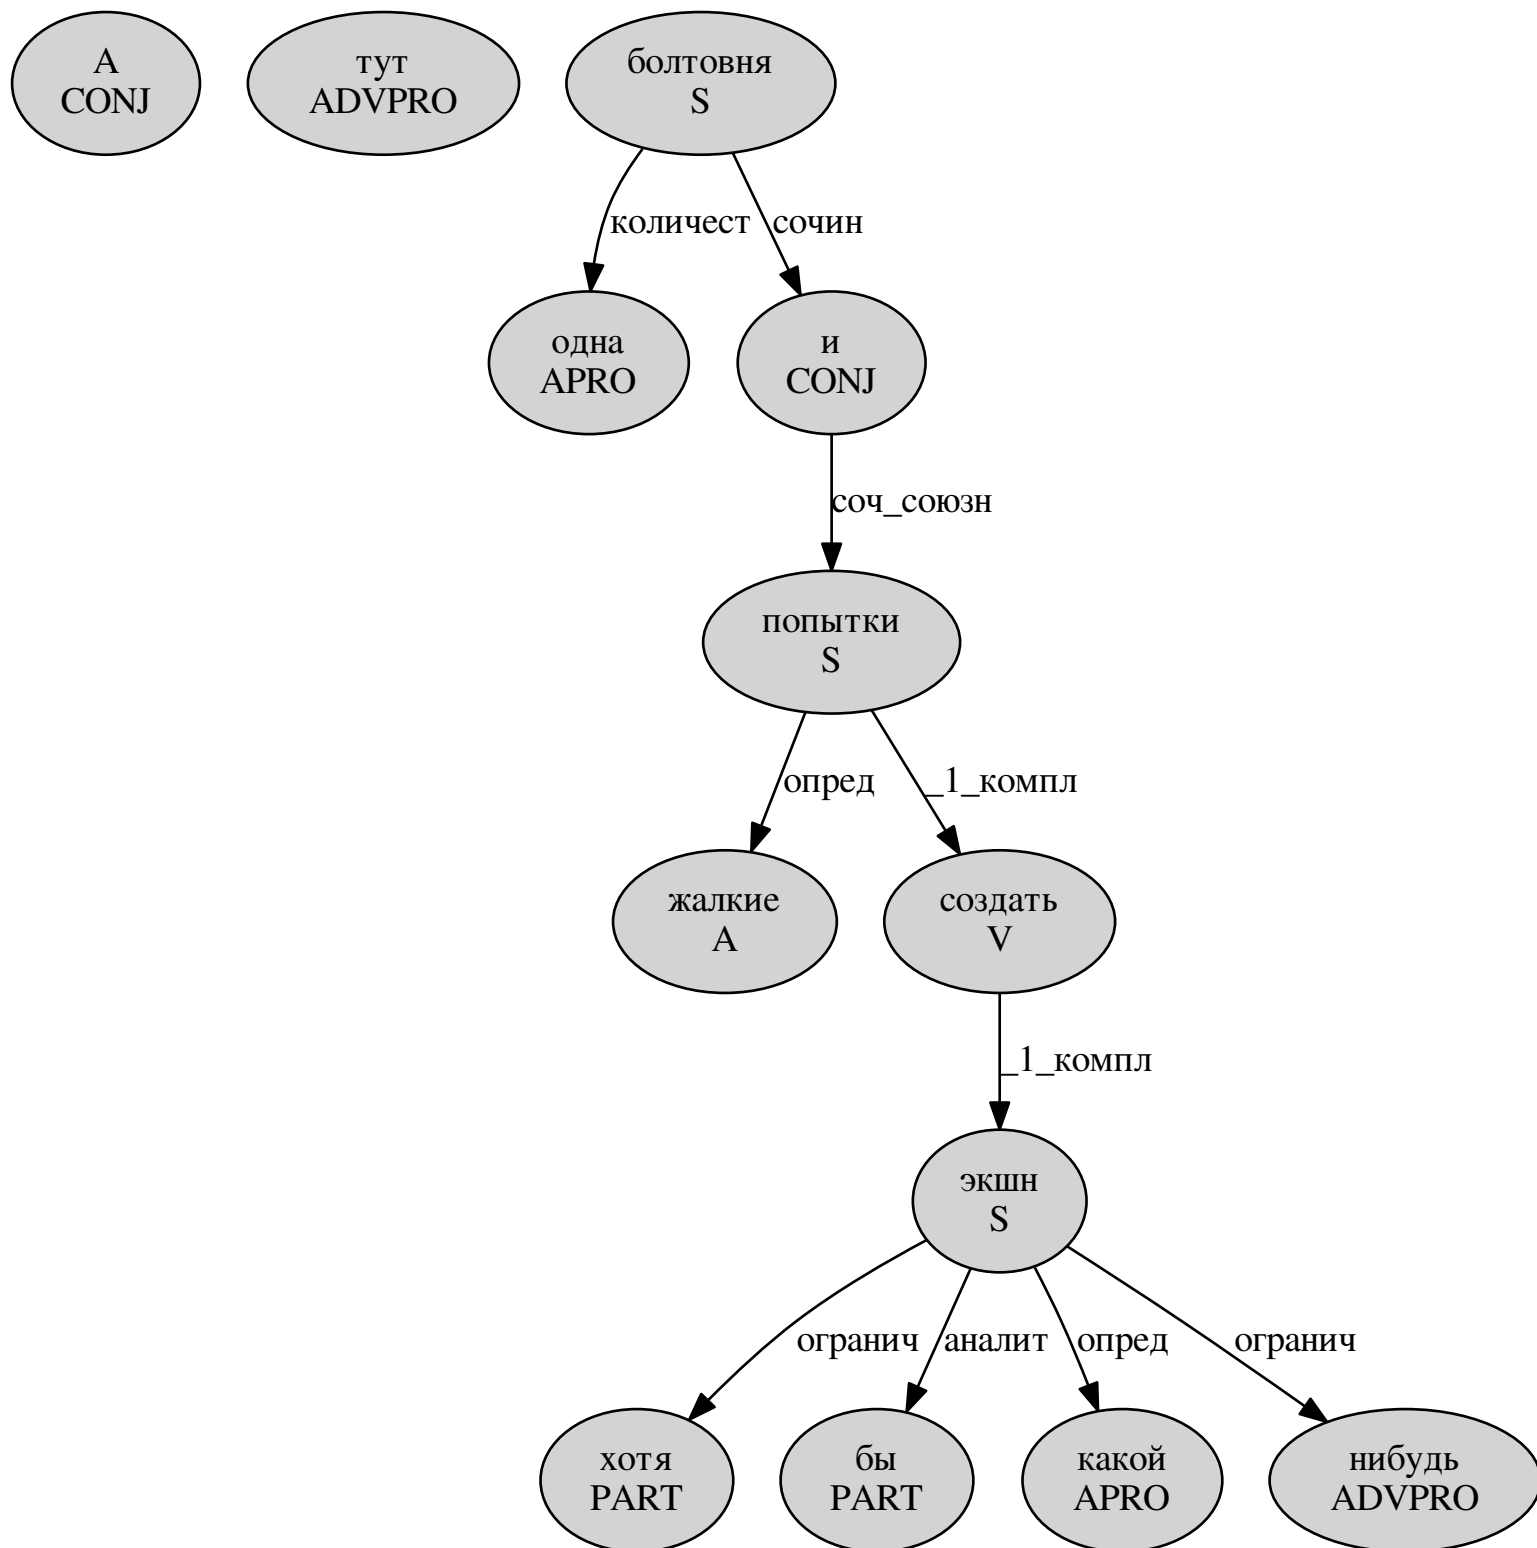 А
CONJ
тут
ADVPRO
болтовня
S
количест
сочин
одна
APRO
и
CONJ
соч_союзн
попытки
S
опред
_1_компл
жалкие
A
создать
V
_1_компл
экшн
S
огранич
аналит
опред
огранич
хотя
PART
бы
PART
какой
APRO
нибудь
ADVPRO